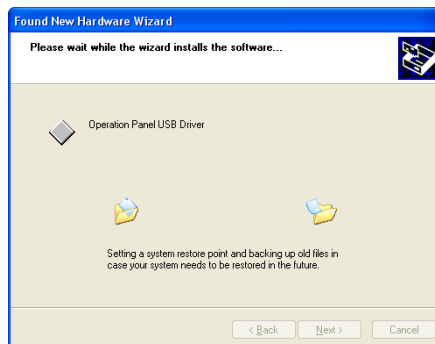 Found New Hardware Wizard
Please wait while the wizard installs the software...
Operation Panel USB Driver
Setting a system restore point and backing up old files in
case your system needs to be restored in the future.
< Back
Next >
Cancel